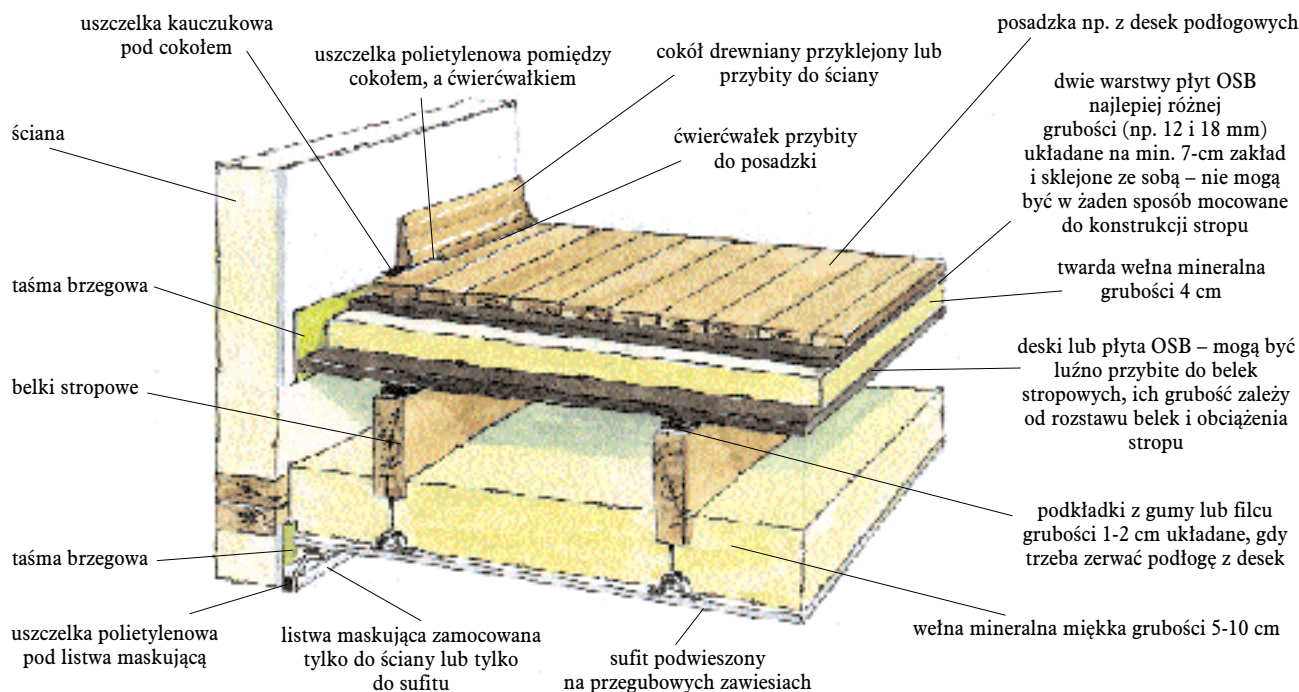 uszczelka kauczukowa
pod cokołem
uszczelka polietylenowa pomiędzy
cokołem, a ćwierćwałkiem
cokół drewniany przyklejony lub
przybity do ściany
posadzka np. z desek podłogowych
dwie warstwy płyt OSB
najlepiej różnej
grubości (np. 12 i 18 mm)
układane na min. 7-cm zakład
i sklejone ze sobą – nie mogą
być w żaden sposób mocowane
do konstrukcji stropu
ściana
ćwierćwałek przybity
do posadzki
taśma brzegowa
twarda wełna mineralna
grubości 4 cm
deski lub płyta OSB – mogą być
luźno przybite do belek
stropowych, ich grubość zależy
od rozstawu belek i obciążenia
stropu
belki stropowe
podkładki z gumy lub filcu
grubości 1-2 cm układane, gdy
trzeba zerwać podłogę z desek
taśma brzegowa
uszczelka polietylenowa
pod listwa maskującą
listwa maskująca zamocowana
tylko do ściany lub tylko
do sufitu
sufit podwieszony
na przegubowych zawiesiach
wełna mineralna miękka grubości 5-10 cm